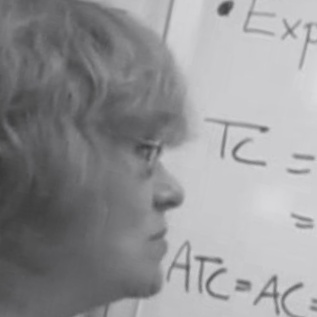 • Exp
TC =
=
ATC = AC =